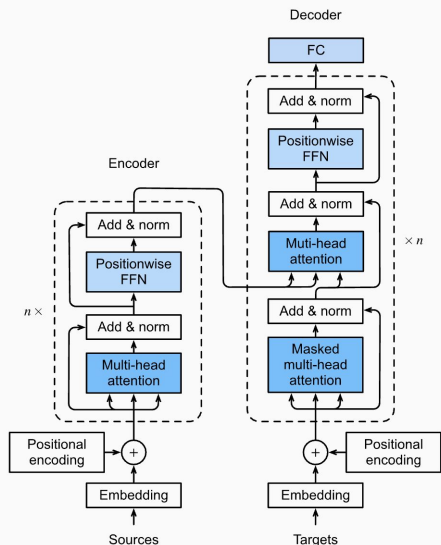 Decoder
FC
Add & norm
Positionwise
FFN
Encoder
Add & norm
Add & norm
Muti-head
attention
× n
Positionwise
FFN
n ×
Add & norm
Add & norm
Multi-head
attention
Masked
multi-head
attention
Positional
encoding
+
+
Positional
encoding
Embedding
Embedding
Sources
Targets